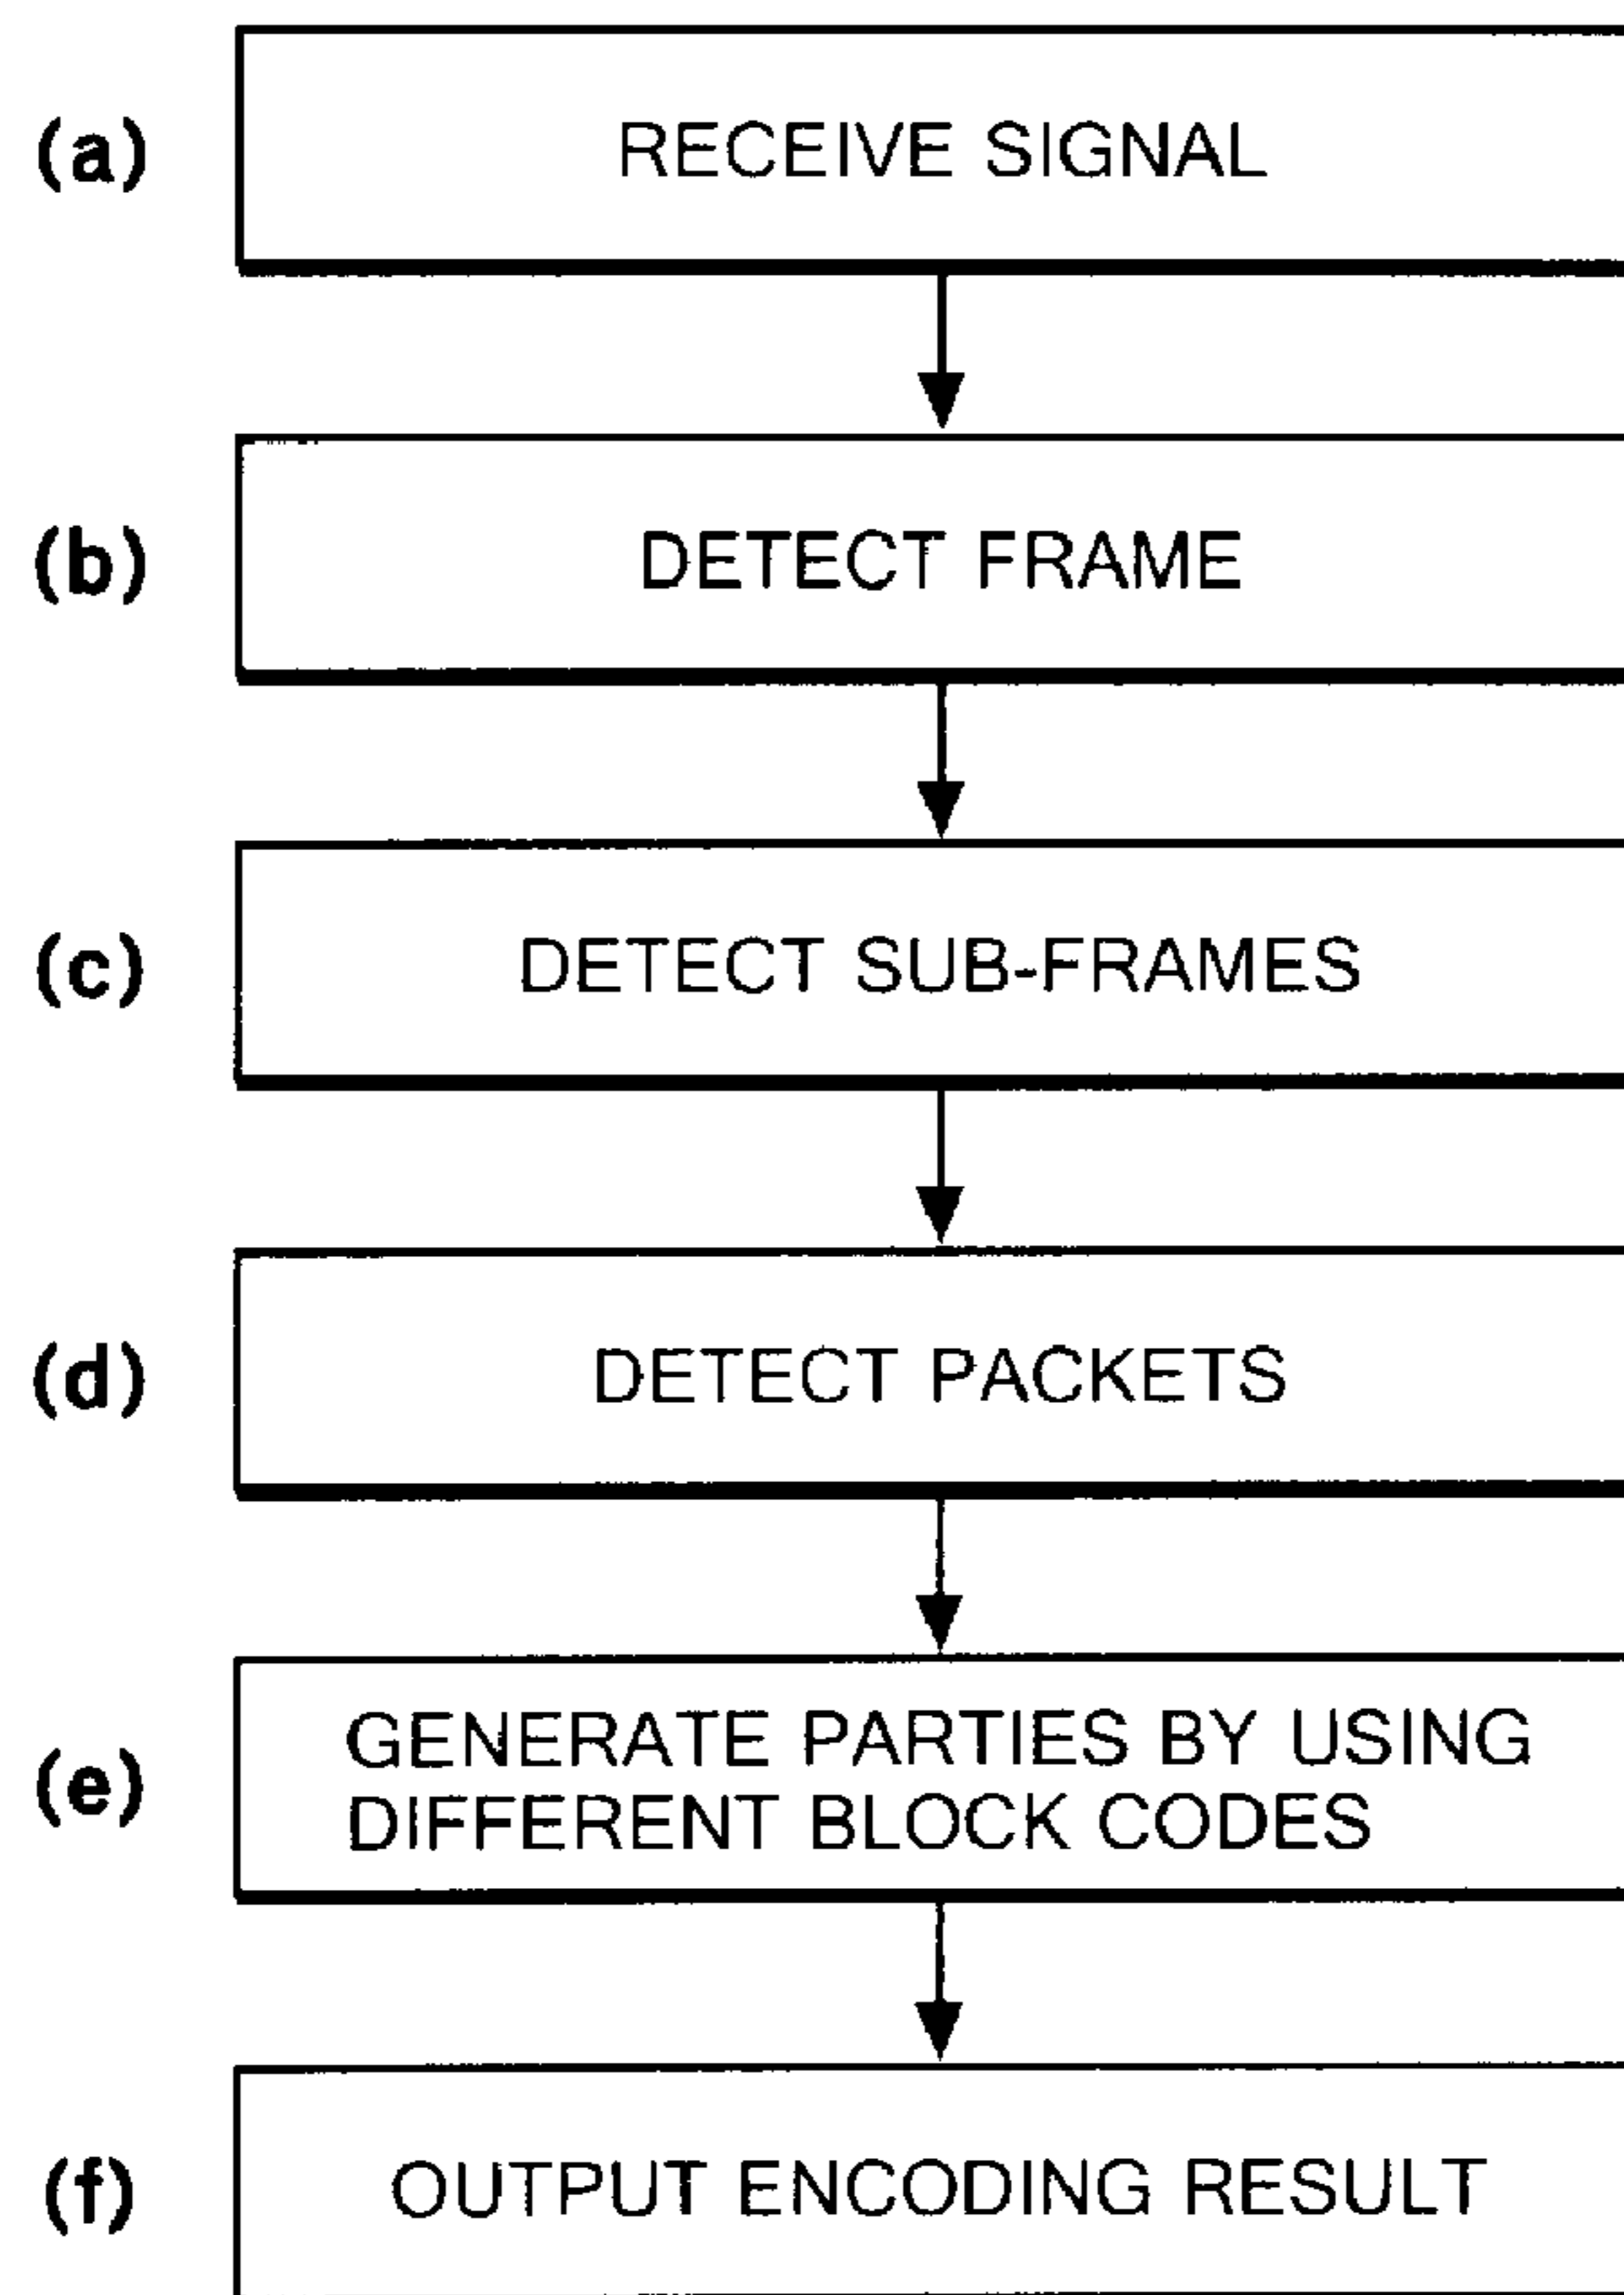 (a) RECEIVE SIGNAL
(b) DETECT FRAME
(c) DETECT SUB-FRAMES
(d) DETECT PACKETS
(e) GENERATE PARTIES BY USING
DIFFERENT BLOCK CODES
(f) OUTPUT ENCODING RESULT